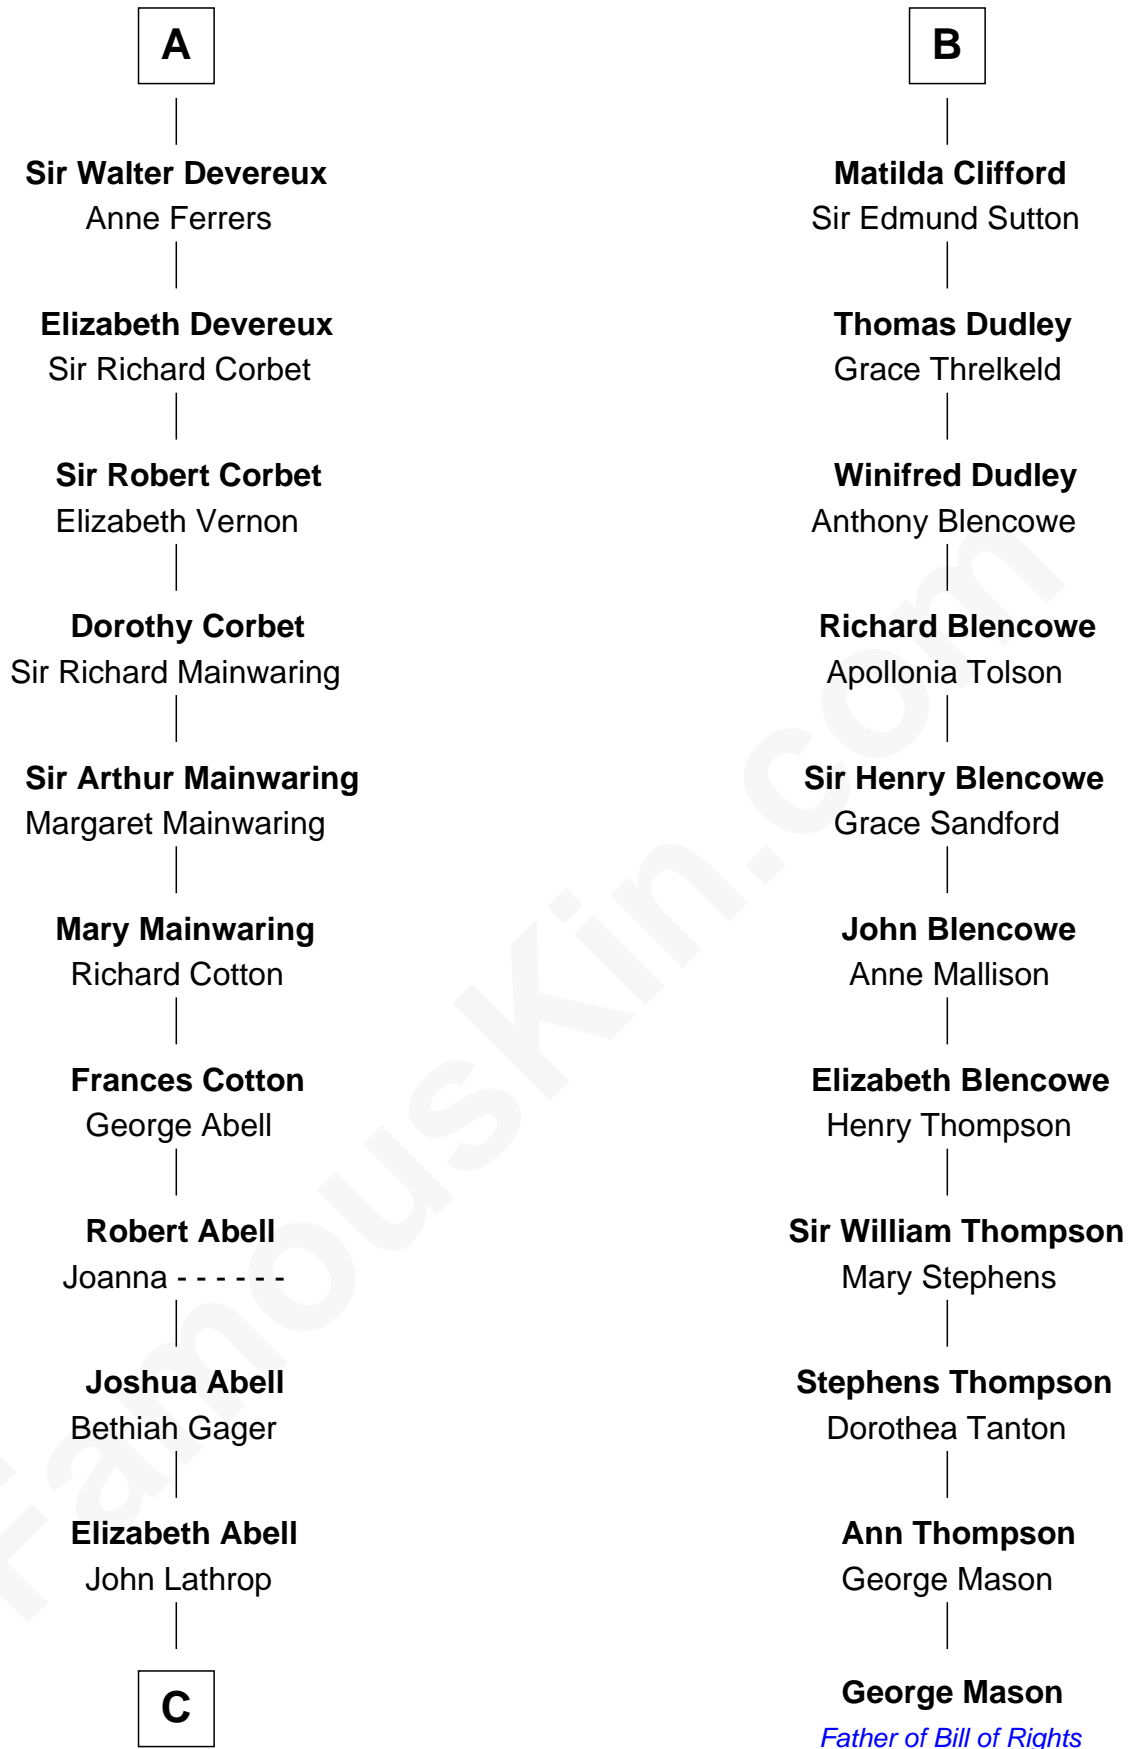 A
Sir Walter Devereux
Anne Ferrers
Elizabeth Devereux
Sir Richard Corbet
Sir Robert Corbet
Elizabeth Vernon
Dorothy Corbet
Sir Richard Mainwaring
Sir Arthur Mainwaring
Margaret Mainwaring
Mary Mainwaring
Richard Cotton
Frances Cotton
George Abell
Robert Abell
Joanna - - - - - -
Joshua Abell
Bethiah Gager
Elizabeth Abell
John Lathrop
C
B
Matilda Clifford
Sir Edmund Sutton
Thomas Dudley
Grace Threlkeld
Winifred Dudley
Anthony Blencowe
Richard Blencowe
Apollonia Tolson
Sir Henry Blencowe
Grace Sandford
John Blencowe
Anne Mallison
Elizabeth Blencowe
Henry Thompson
Sir William Thompson
Mary Stephens
Stephens Thompson
Dorothea Tanton
Ann Thompson
George Mason
George Mason
Father of Bill of Rights
FamousKin.com